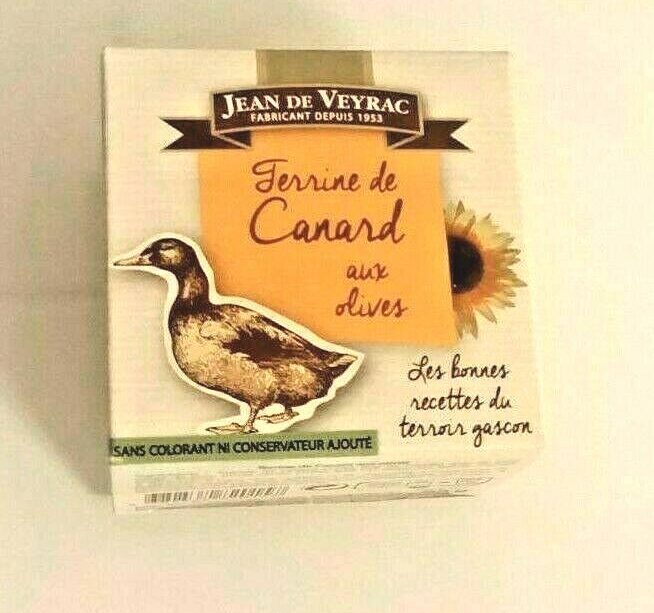 JEAN DE VEYRAC
FABRICANT DEPUIS 1953
Terrine de
Canard
aux
olives
Les bonnes
recettes du
terroir gascon
SANS COLORANT NI CONSERVATEUR AJOUTÉ